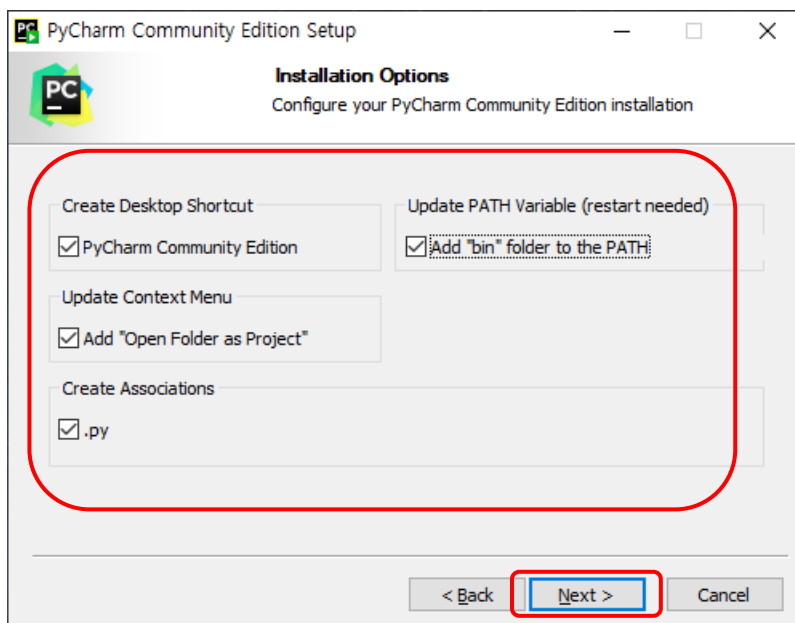 PyCharm Community Edition Setup
PC
Installation Options
Configure your PyCharm Community Edition installation
Create Desktop Shortcut
PyCharm Community Edition
Update PATH Variable (restart needed)
Add "bin" folder to the PATH
Update Context Menu
Add "Open Folder as Project"
Create Associations
.py
< Back
Next >
Cancel